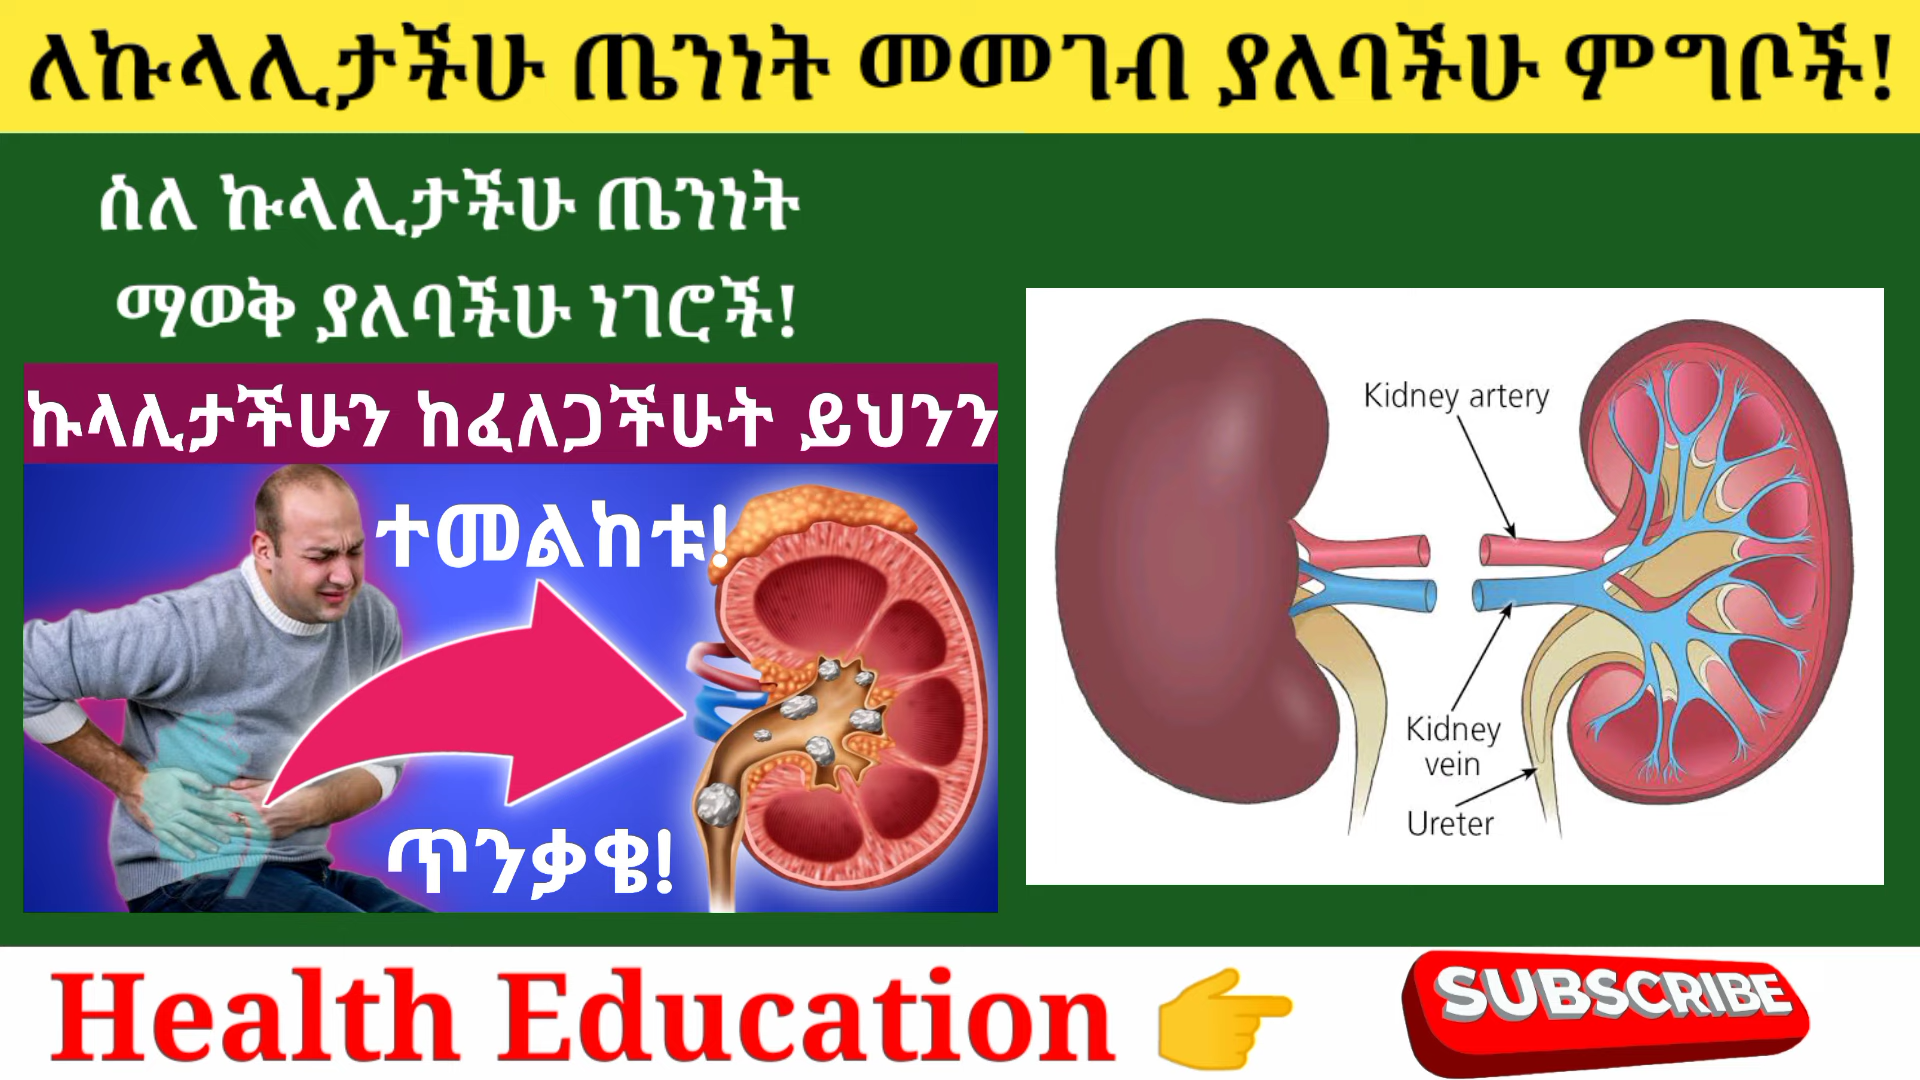 ለኩላሊታችሁ ጤንነት መመገብ ያለባችሁ ምግቦች!
ስለ ኩላሊታችሁ ጤንነት
ማወቅ ያለባችሁ ነገሮች!
ኩላሊታችሁን ከፈለጋችሁት ይህንን
ተመልከቱ!
ጥንቃቄ!
Kidney artery
Kidney
vein
Ureter
Health Education
SUBSCRIBE